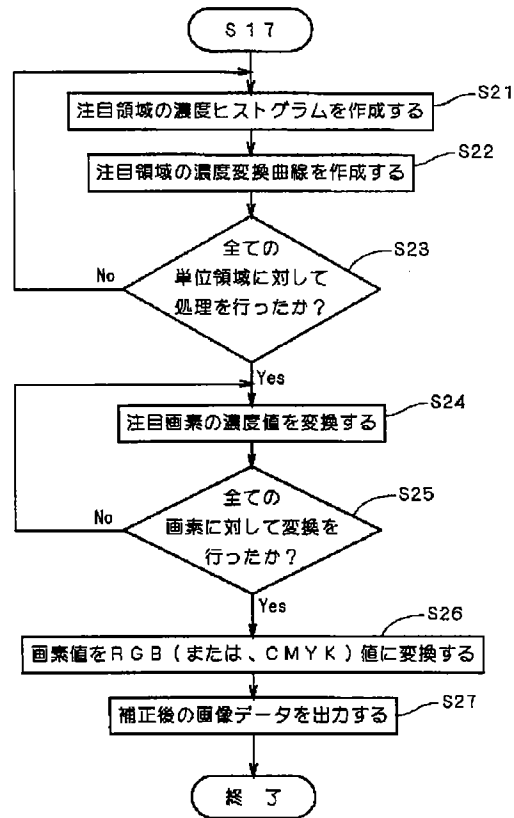 S17
注目領域の濃度ヒストグラムを作成する
S21
注目領域の濃度変換曲線を作成する
S22
全ての
単位領域に対して
処理を行ったか?
S23
No
Yes
注目画素の濃度値を変換する
S24
全ての
画素に対して変換を
行ったか?
S25
No
Yes
画素値をRGB(または、CMYK)値に変換する
S26
補正後の画像データを出力する
S27
終 了